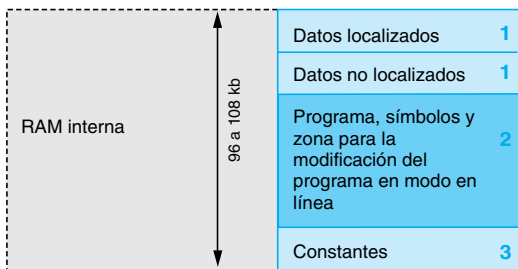 Datos localizados 1
Datos no localizados 1
RAM interna
96 a 108 kb
Programa, símbolos y
zona para la
modificación del 2
programa en modo en
línea
Constantes 3